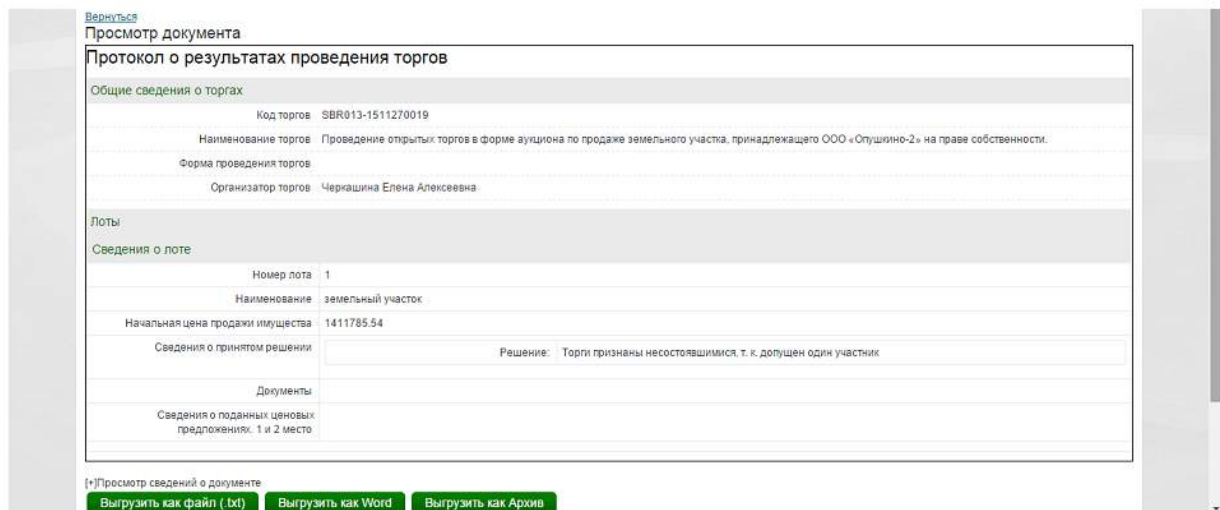 Вернуться
Просмотр документа
Протокол о результатах проведения торгов
Общие сведения о торгах
Код торгов SBR013-1511270019
Наименование торгов Проведение открытых торгов в форме аукциона по продаже земельного участка, принадлежащего ООО «Опушкино-2» на праве собственности.
Форма проведения торгов
Организатор торгов Черкашина Елена Алексеевна
Лоты
Сведения о лоте
Номер лота 1
Наименование земельный участок
Начальная цена продажи имущества 1411785.54
Сведения о принятом решении Решение: Торги признаны несостоявшимися, т. к. допущен один участник
Документы
Сведения о поданных ценовых
предложениях. 1 и 2 место
[+]Просмотр сведений о документе
Выгрузить как файл (.txt) Выгрузить как Word Выгрузить как Архив